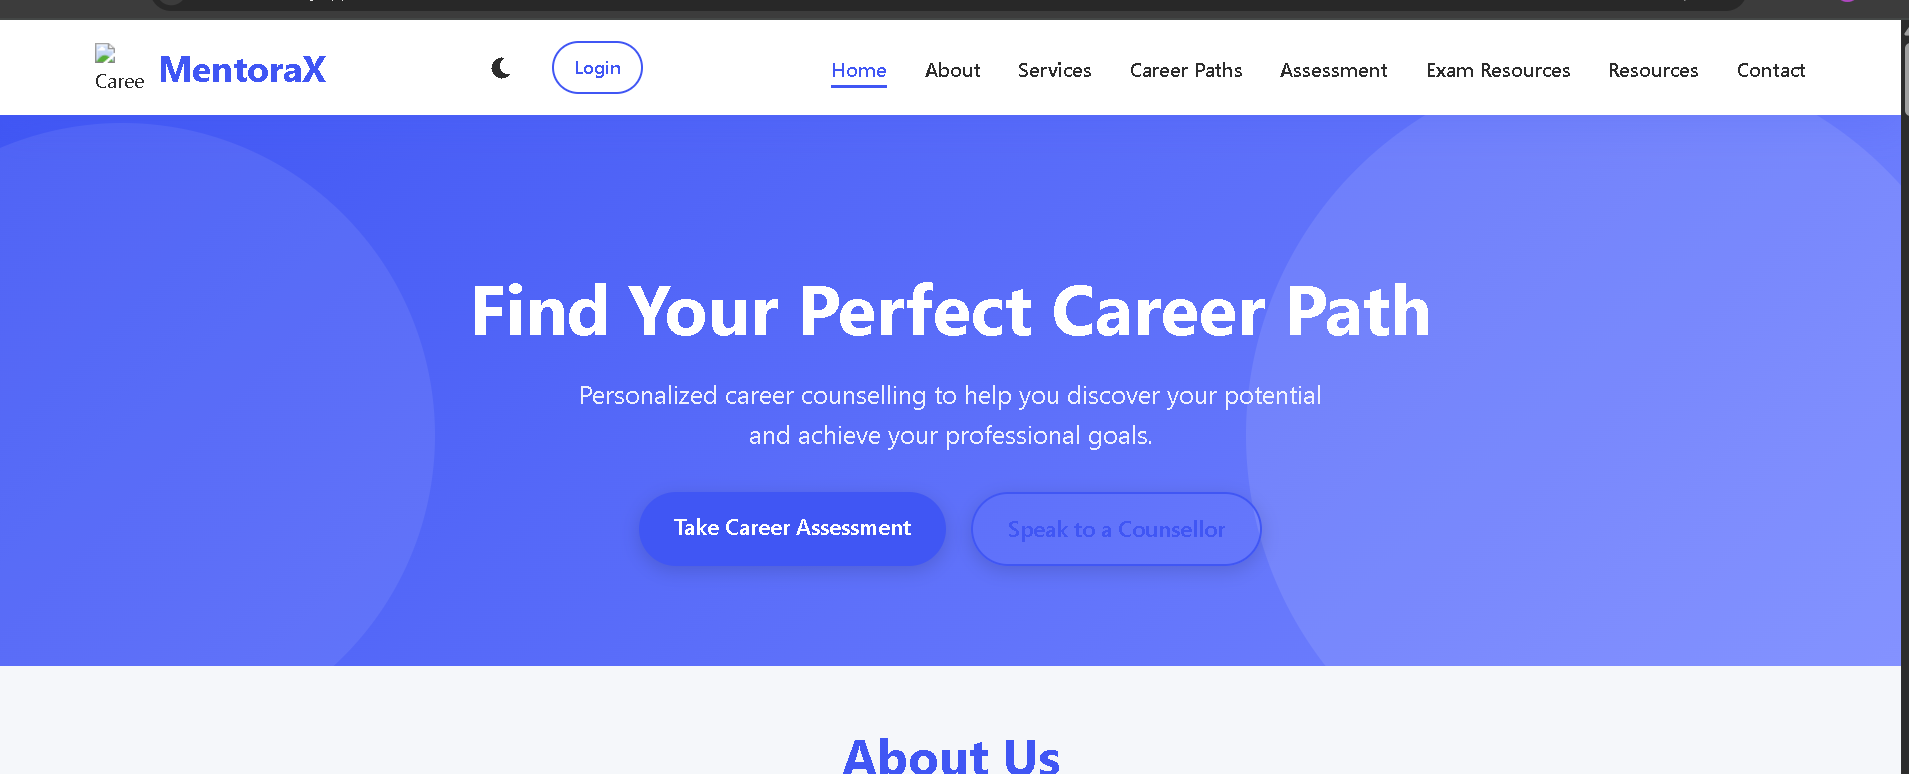 Caree
MentoraX
Login
Home
About
Services
Career Paths
Assessment
Exam Resources
Resources
Contact
Find Your Perfect Career Path
Personalized career counselling to help you discover your potential
and achieve your professional goals.
Take Career Assessment
Speak to a Counsellor
About Us